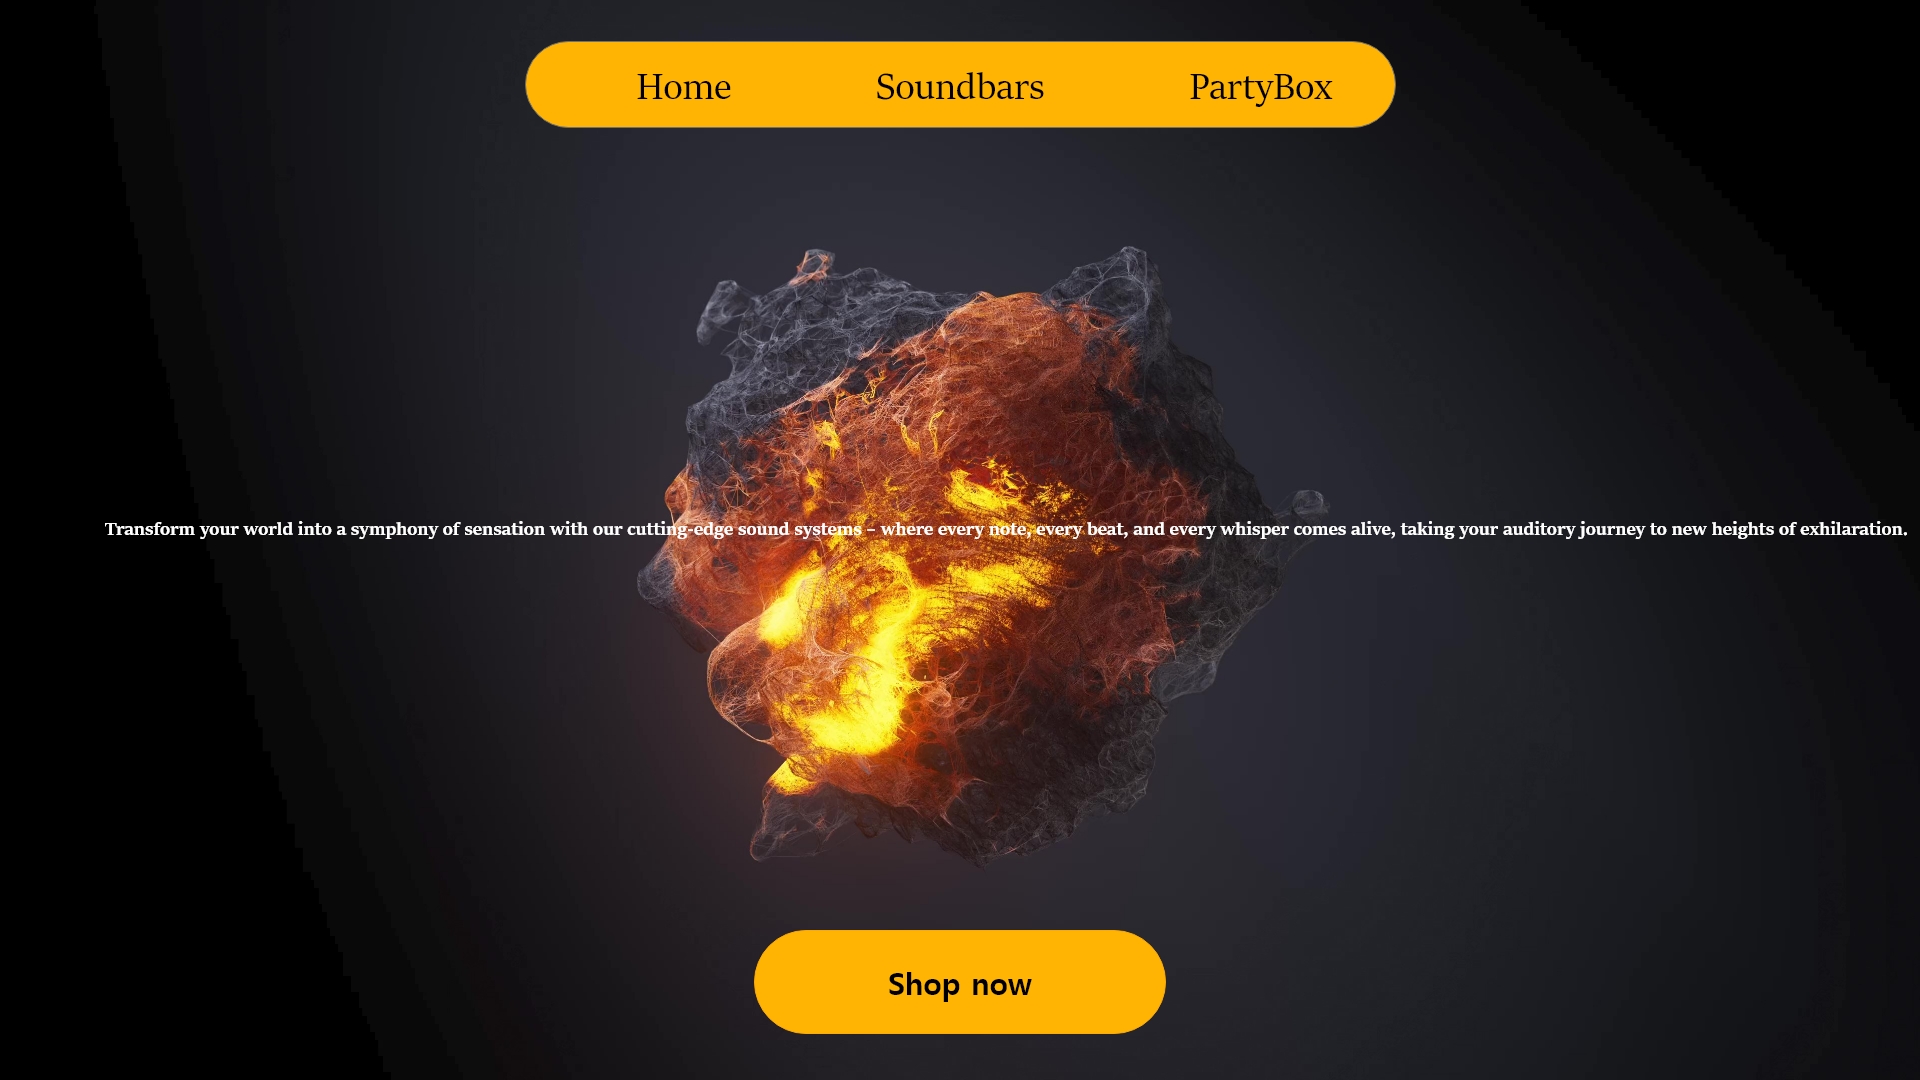 Home Soundbars PartyBox
Transform your world into a symphony of sensation with our cutting-edge sound systems – where every note, every beat, and every whisper comes alive, taking your auditory journey to new heights of exhilaration.
Shop now